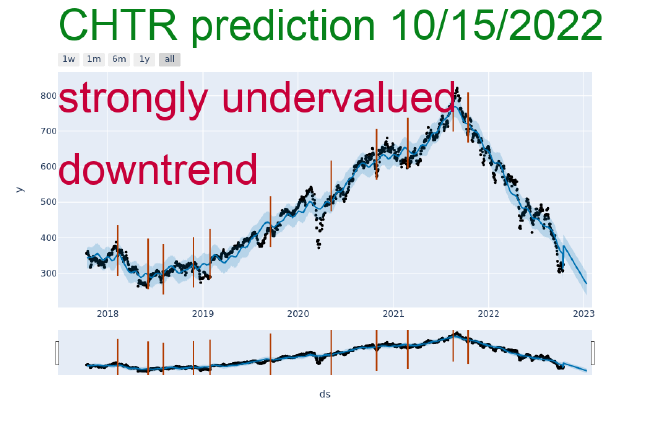 CHTR prediction 10/15/2022
1w 1m 6m 1y all
strongly undervalued
downtrend
800
700
600
500
400
300
y
2018 2019 2020 2021 2022 2023
ds